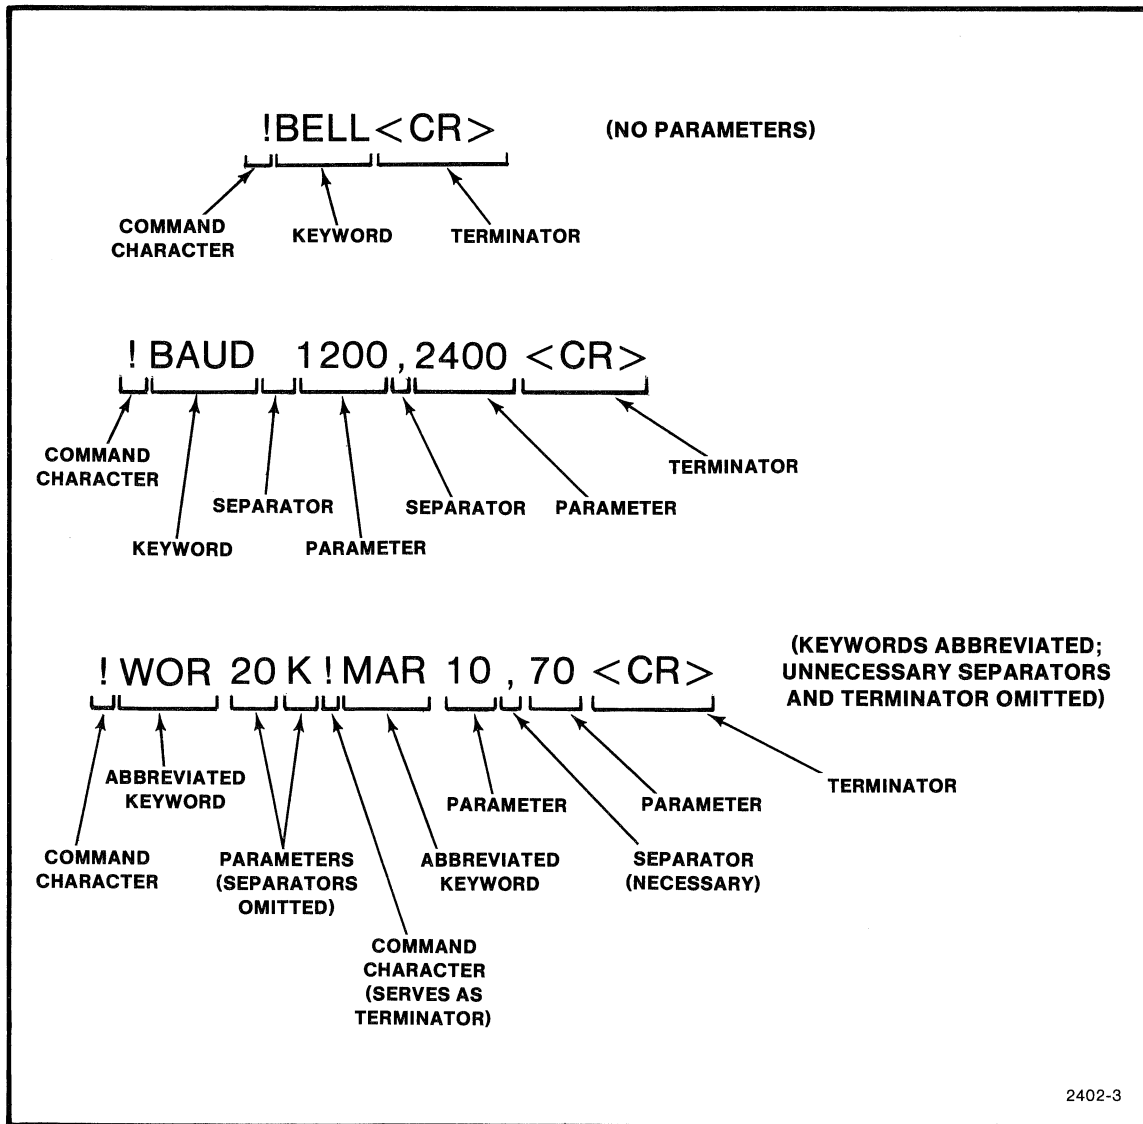 !BELL<CR>
(NO PARAMETERS)
COMMAND
CHARACTER
KEYWORD
TERMINATOR
!BAUD 1200,2400 <CR>
COMMAND
CHARACTER
TERMINATOR
SEPARATOR
SEPARATOR
PARAMETER
KEYWORD
PARAMETER
(KEYWORDS ABBREVIATED;
UNNECESSARY SEPARATORS
AND TERMINATOR OMITTED)
!WOR 20K!MAR 10,70 <CR>
ABBREVIATED
KEYWORD
PARAMETER
PARAMETER
TERMINATOR
COMMAND
CHARACTER
PARAMETERS
(SEPARATORS
OMITTED)
ABBREVIATED
KEYWORD
SEPARATOR
(NECESSARY)
COMMAND
CHARACTER
(SERVES AS
TERMINATOR)
2402-3